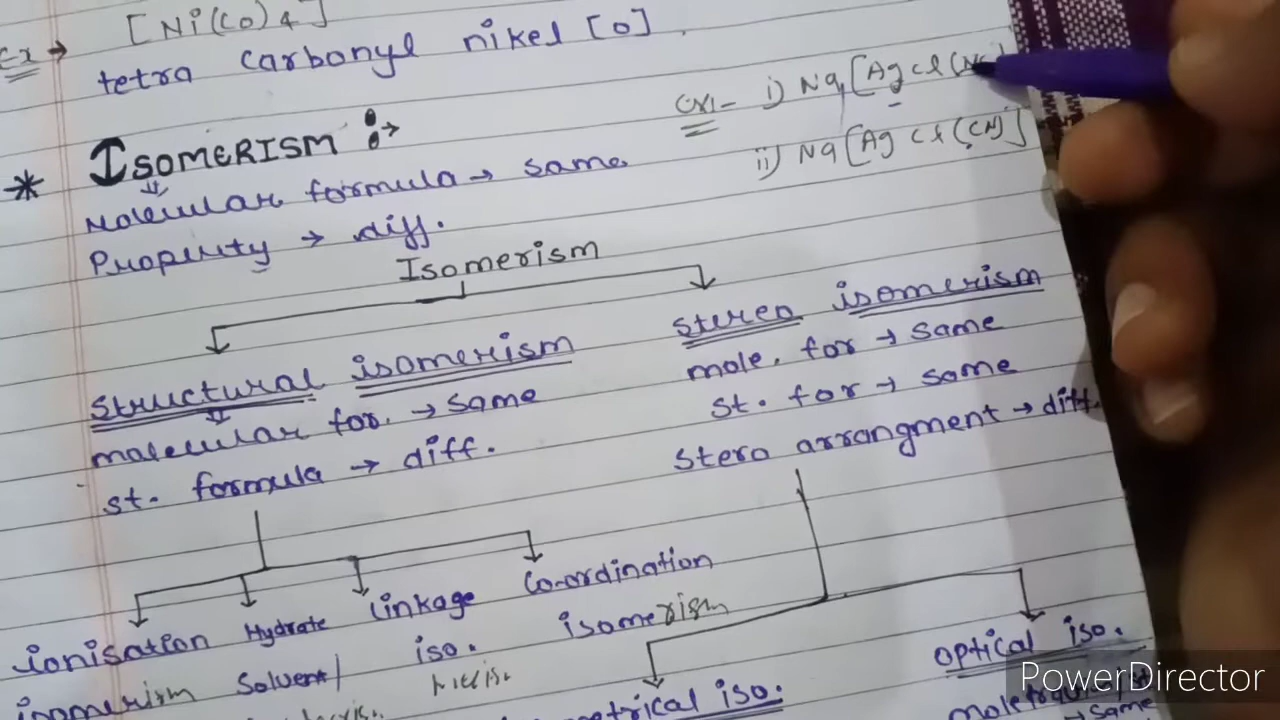 [Ni(CO)4]
Ex →
tetra carbonyl nikel [0].
ex- i) Na[AgCl(
ii) Na[AgCl(CN)]
* ISOMERISM :→
Molecular formula → same
Property → diff.
Isomerism
Structural isomerism
molecular for. → same
st. formula → diff.
Stereo isomerism
mole. for → same
st. for → same
Stero arrangment → diff.
ionisation
isomerism
Hydrate
Solvent/
Linkage
iso.
Co-ordination
isomerism
iso.
optical iso.
same
PowerDirector